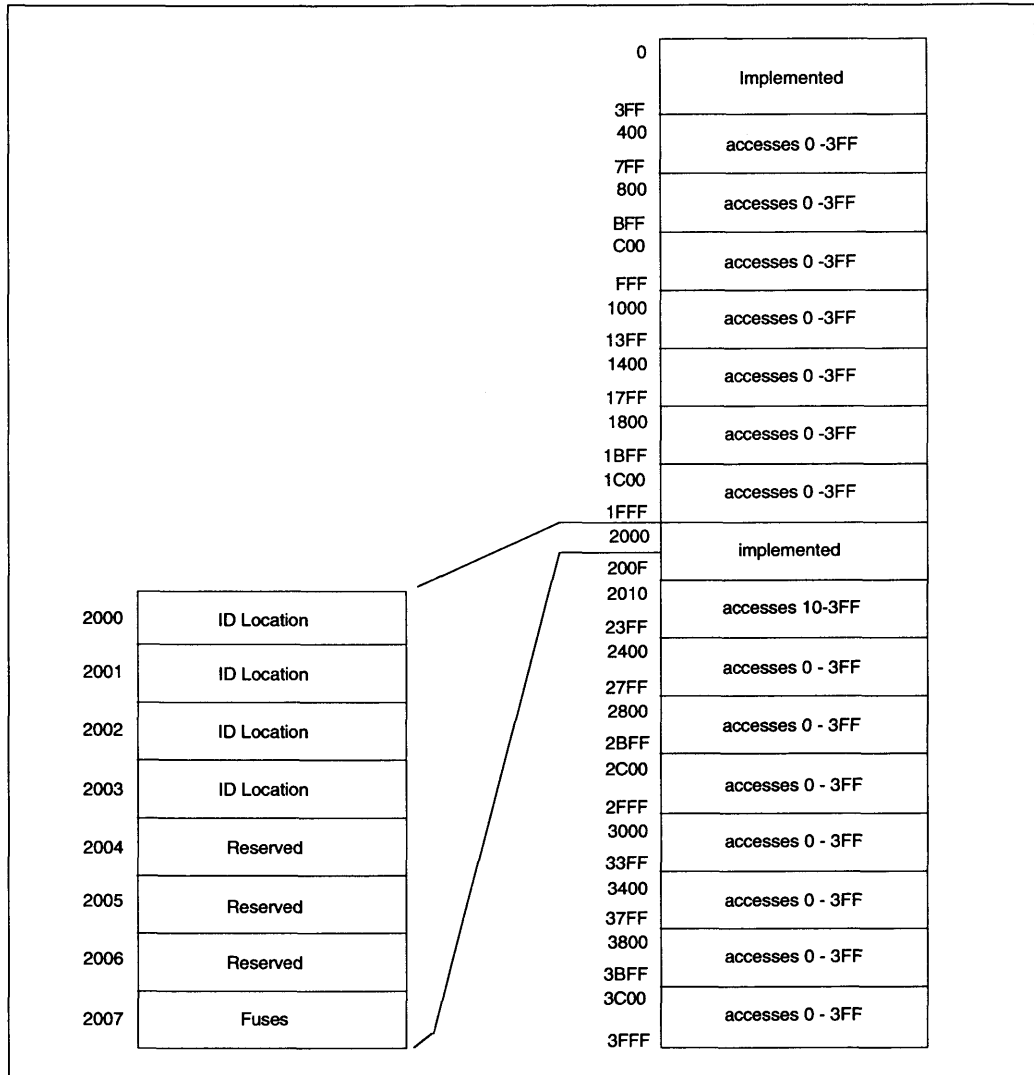 0
Implemented
3FF
400
accesses 0 -3FF
7FF
800
accesses 0 -3FF
BFF
C00
accesses 0 -3FF
FFF
1000
accesses 0 -3FF
13FF
1400
accesses 0 -3FF
17FF
1800
accesses 0 -3FF
1BFF
1C00
accesses 0 -3FF
1FFF
2000
implemented
200F
2010
accesses 10-3FF
23FF
2400
accesses 0 - 3FF
27FF
2800
accesses 0 - 3FF
2BFF
2C00
accesses 0 - 3FF
2FFF
3000
accesses 0 - 3FF
33FF
3400
accesses 0 - 3FF
37FF
3800
accesses 0 - 3FF
3BFF
3C00
accesses 0 - 3FF
3FFF
2000 ID Location
2001 ID Location
2002 ID Location
2003 ID Location
2004 Reserved
2005 Reserved
2006 Reserved
2007 Fuses